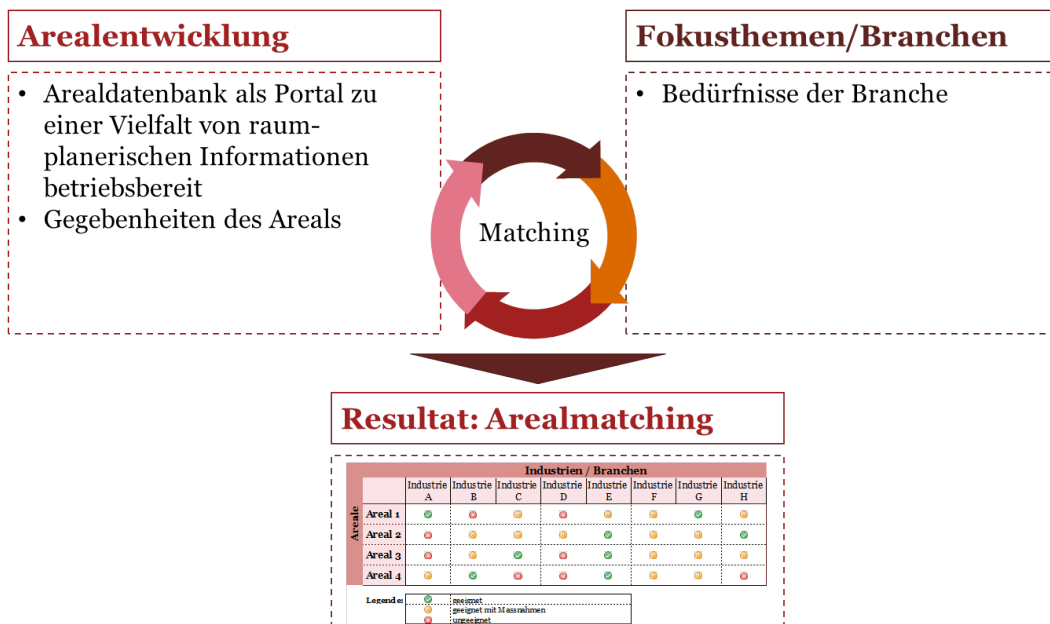 Arealentwicklung
• Arealdatenbank als Portal zu
einer Vielfalt von raum-
planerischen Informationen
betriebsbereit
• Gegebenheiten des Areals
Fokusthemen/Branchen
• Bedürfnisse der Branche
Matching
Resultat: Arealmatching
Industrien / Branchen
Industrie A Industrie B Industrie C Industrie D Industrie E Industrie F Industrie G Industrie H
Areale
Areal 1
Areal 2
Areal 3
Areal 4
Legende:
geeignet
geeignet mit Massnahmen
ungeeignet